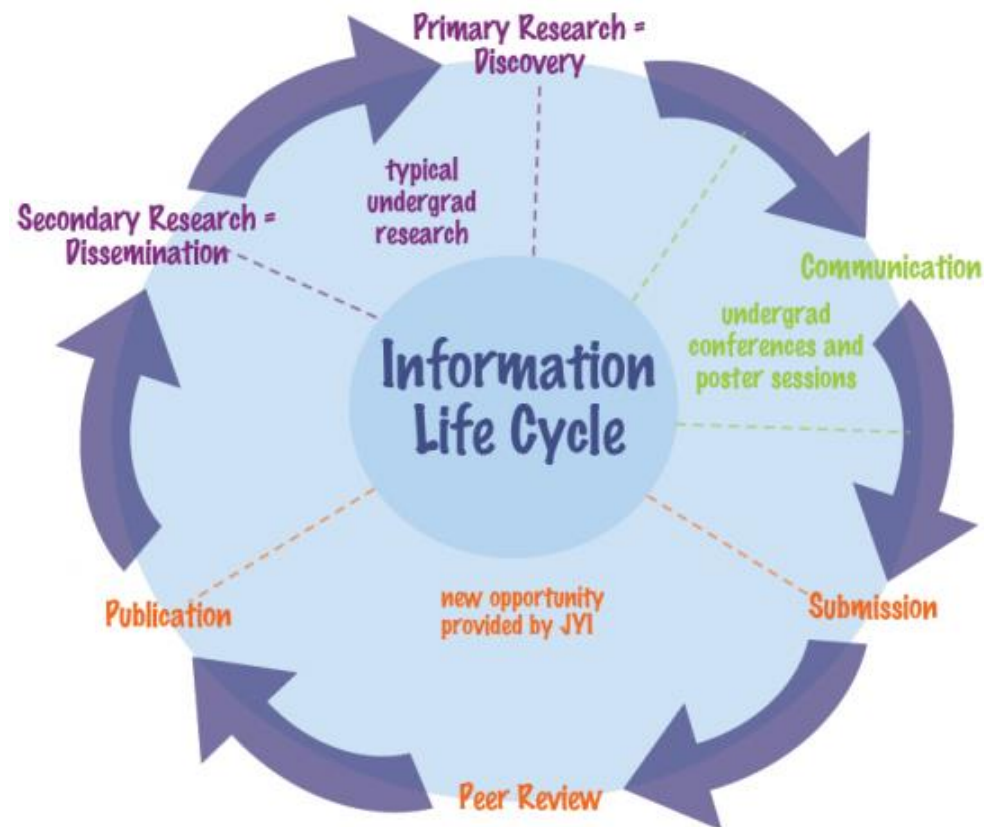 Primary Research =
Discovery
typical
undergrad
research
Secondary Research =
Dissemination
Communication
undergrad
conferences and
poster sessions
Information
Life Cycle
Publication
new opportunity
provided by JYI
Submission
Peer Review